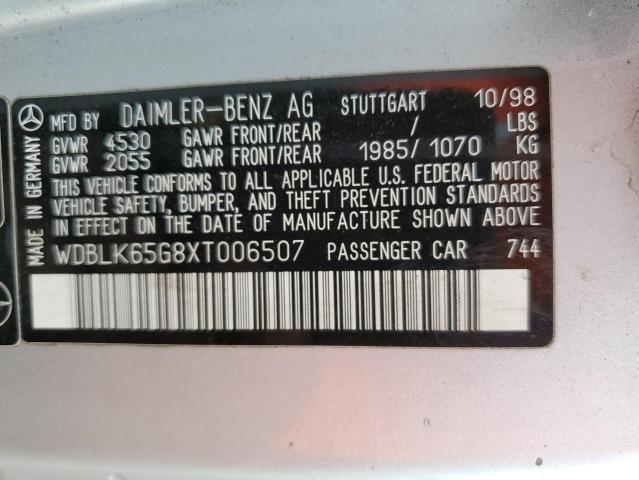 MFD BY DAIMLER-BENZ AG STUTTGART 10/98
GVWR 4530 GAWR FRONT/REAR / LBS
GVWR 2055 GAWR FRONT/REAR 1985/1070 KG
THIS VEHICLE CONFORMS TO ALL APPLICABLE U.S. FEDERAL MOTOR
VEHICLE SAFETY, BUMPER, AND THEFT PREVENTION STANDARDS
IN EFFECT ON THE DATE OF MANUFACTURE SHOWN ABOVE
WDBLK65G8XT006507 PASSENGER CAR 744
MADE IN GERMANY